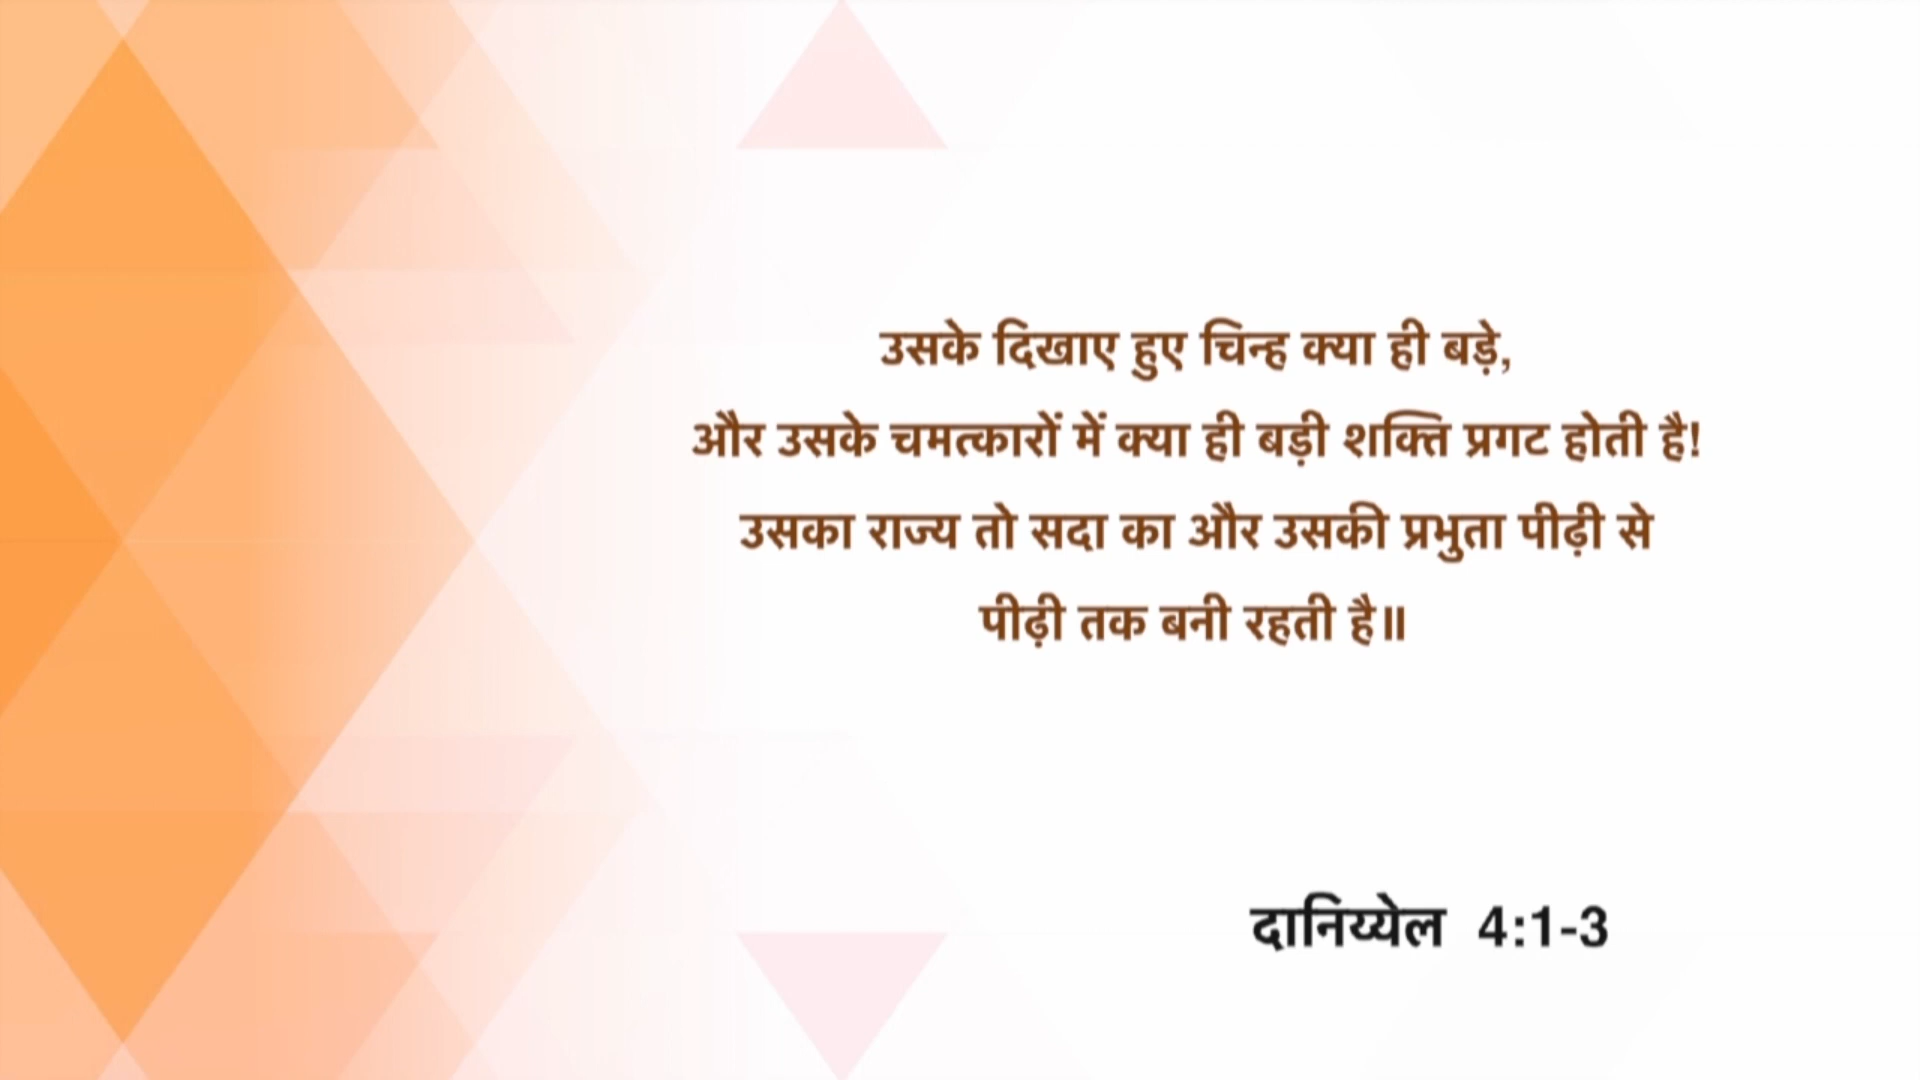 उसके दिखाए हुए चिन्ह क्या ही बड़े,
और उसके चमत्कारों में क्या ही बड़ी शक्ति प्रगट होती है!
उसका राज्य तो सदा का और उसकी प्रभुता पीढ़ी से
पीढ़ी तक बनी रहती है॥
दानिय्येल 4:1-3